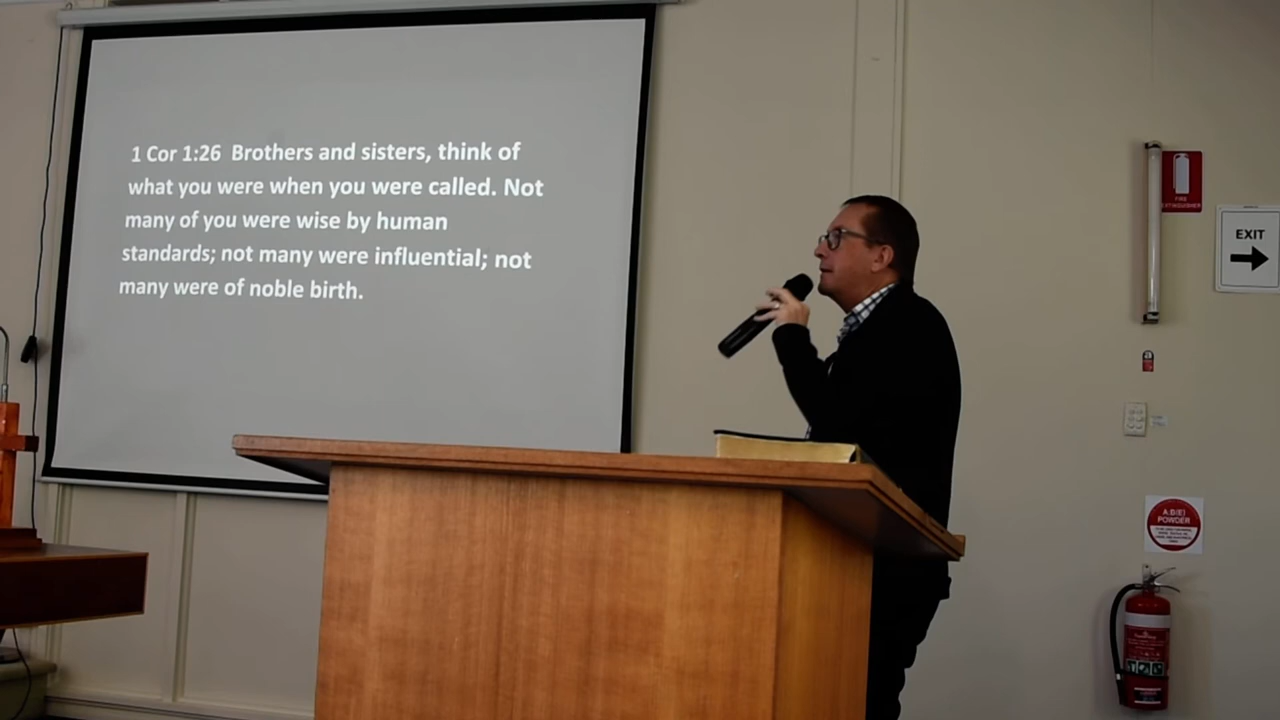 1 Cor 1:26 Brothers and sisters, think of
what you were when you were called. Not
many of you were wise by human
standards; not many were influential; not
many were of noble birth.
FIRE
EXTINGUISHER
EXIT
A:B(E)
POWDER